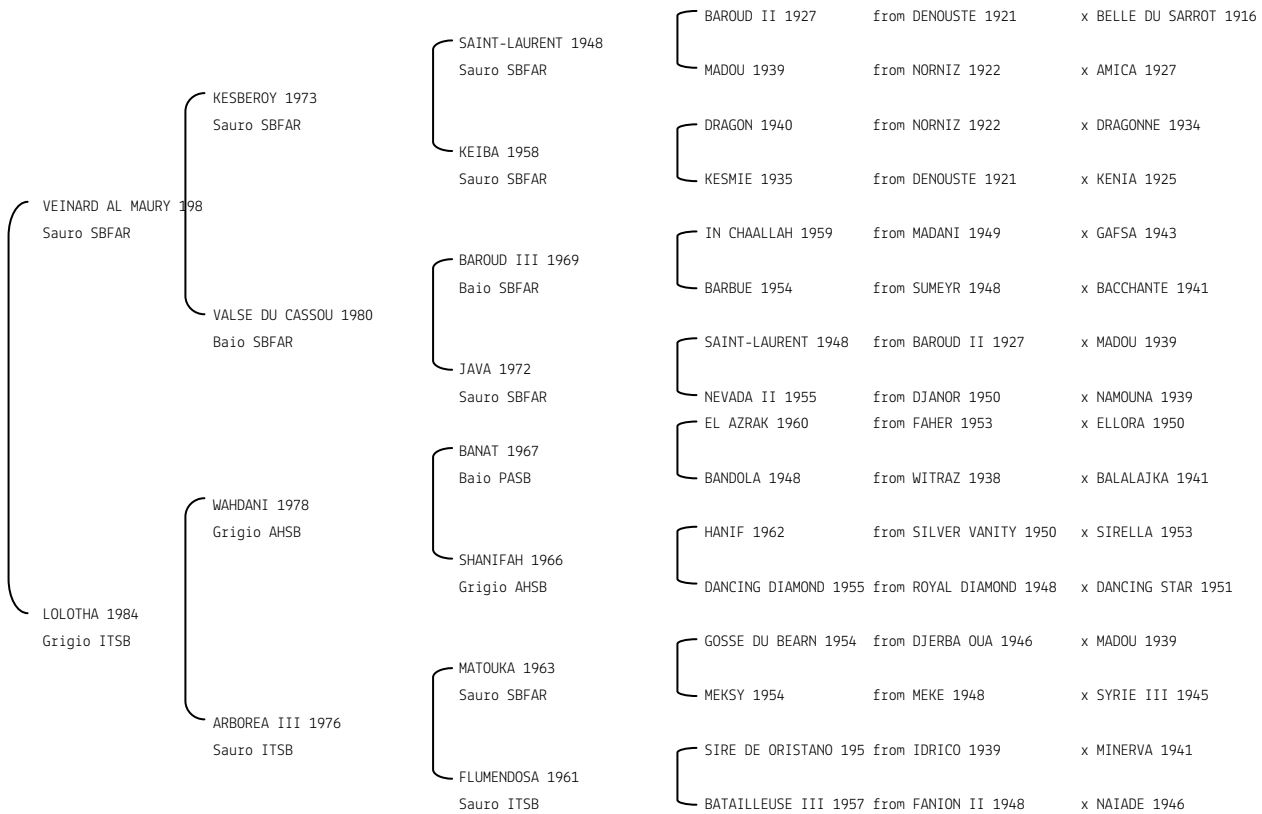 BAROUD II 1927 from DENOUSTE 1921 x BELLE DU SARROT 1916
SAINT-LAURENT 1948
Sauro SBFAR
MADOU 1939 from NORNIZ 1922 x AMICA 1927
KESBEROY 1973
Sauro SBFAR
DRAGON 1940 from NORNIZ 1922 x DRAGONNE 1934
KEIBA 1958
Sauro SBFAR
KESMIE 1935 from DENOUSTE 1921 x KENIA 1925
VEINARD AL MAURY 198
Sauro SBFAR
IN CHAALLAH 1959 from MADANI 1949 x GAFSA 1943
BAROUD III 1969
Baio SBFAR
BARBUE 1954 from SUMEYR 1948 x BACCHANTE 1941
VALSE DU CASSOU 1980
Baio SBFAR
SAINT-LAURENT 1948 from BAROUD II 1927 x MADOU 1939
JAVA 1972
Sauro SBFAR
NEVADA II 1955 from DJANOR 1950 x NAMOUNA 1939
EL AZRAK 1960 from FAHER 1953 x ELLORA 1950
BANAT 1967
Baio PASB
BANDOLA 1948 from WITRAZ 1938 x BALALAJKA 1941
WAHDANI 1978
Grigio AHSB
HANIF 1962 from SILVER VANITY 1950 x SIRELLA 1953
SHANIFAH 1966
Grigio AHSB
DANCING DIAMOND 1955 from ROYAL DIAMOND 1948 x DANCING STAR 1951
LOLOTHA 1984
Grigio ITSB
GOSSE DU BEARN 1954 from DJERBA OUA 1946 x MADOU 1939
MATOUKA 1963
Sauro SBFAR
MEKSY 1954 from MEKE 1948 x SYRIE III 1945
ARBOREA III 1976
Sauro ITSB
SIRE DE ORISTANO 195 from IDRICO 1939 x MINERVA 1941
FLUMENDOSA 1961
Sauro ITSB
BATAILLEUSE III 1957 from FANION II 1948 x NAIADE 1946